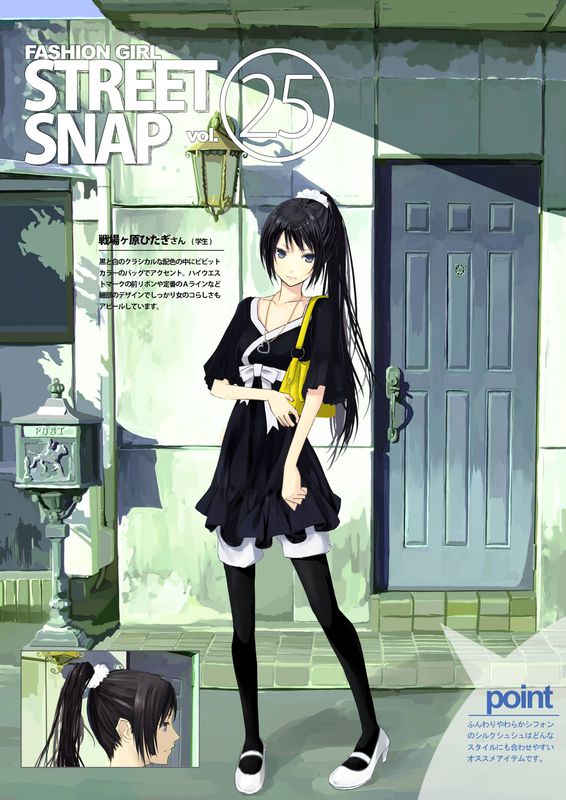 FASHION GIRL
STREET
SNAP vol. 25
戦場ヶ原ひたぎさん (学生)
黒と白のクラシカルな配色の中にビビット
カラーのバッグでアクセント。ハイウエス
トマークの前リボンや定番のAラインなど
細部のデザインでしっかり女のコらしさも
アピールしています。
POST
point
ふんわりやわらかシフォン
のシルクシュシュはどんな
スタイルにも合わせやすい
オススメアイテムです。